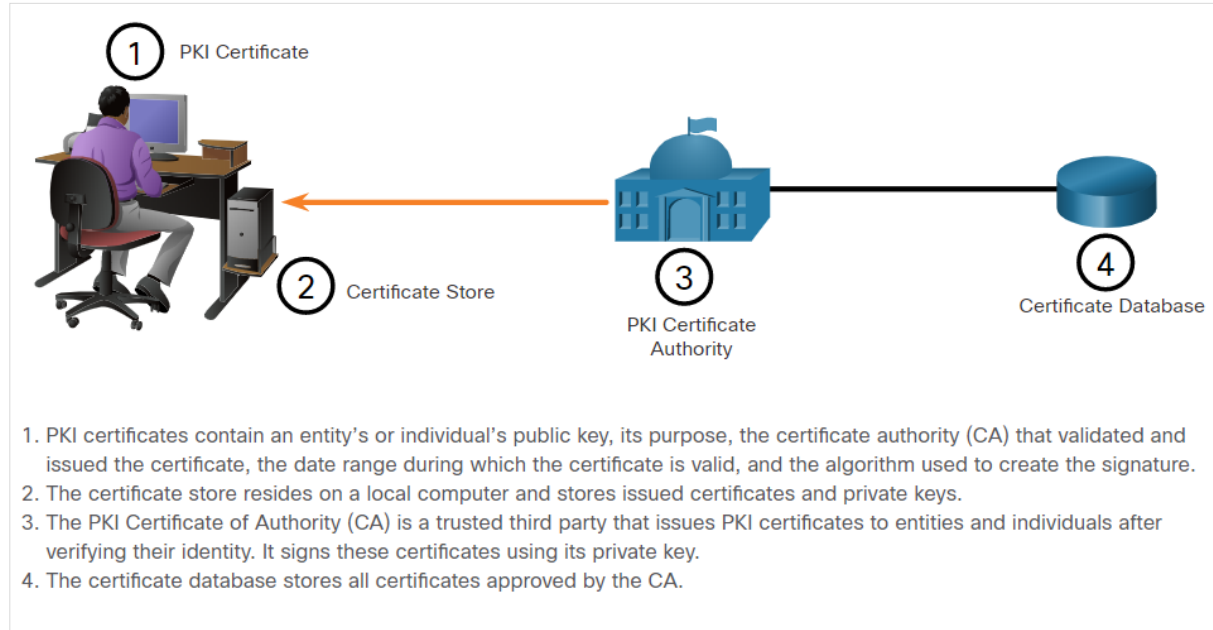 1 PKI Certificate
2 Certificate Store
3
PKI Certificate
Authority
4
Certificate Database
1. PKI certificates contain an entity’s or individual’s public key, its purpose, the certificate authority (CA) that validated and
issued the certificate, the date range during which the certificate is valid, and the algorithm used to create the signature.
2. The certificate store resides on a local computer and stores issued certificates and private keys.
3. The PKI Certificate of Authority (CA) is a trusted third party that issues PKI certificates to entities and individuals after
verifying their identity. It signs these certificates using its private key.
4. The certificate database stores all certificates approved by the CA.